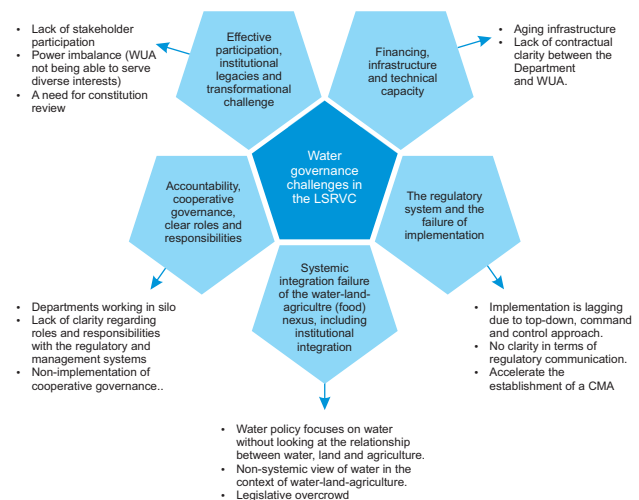 • Lack of stakeholder
participation
• Power imbalance (WUA
not being able to serve
diverse interests)
• A need for constitution
review
Effective
participation,
institutional
legacies and
transformational
challenge
Financing,
infrastructure
and technical
capacity
• Aging infrastructure
• Lack of contractual
clarity between the
Department
and WUA.
Water
governance
challenges in
the LSRVC
Accountability,
cooperative
governance,
clear roles and
responsibilities
The regulatory
system and the
failure of
implementation
Systemic
integration failure
of the water-land-
agricultre (food)
nexus, including
institutional
integration
• Departments working in silo
• Lack of clarity regarding
roles and responsibilities
with the regulatory and
management systems
• Non-implementation of
cooperative governance..
• Implementation is lagging
due to top-down, command
and control approach.
• No clarity in terms of
regulatory communication.
• Accelerate the
establishment of a CMA
• Water policy focuses on water
without looking at the relationship
between water, land and agriculture.
• Non-systemic view of water in the
context of water-land-agriculture.
• Legislative overcrowd